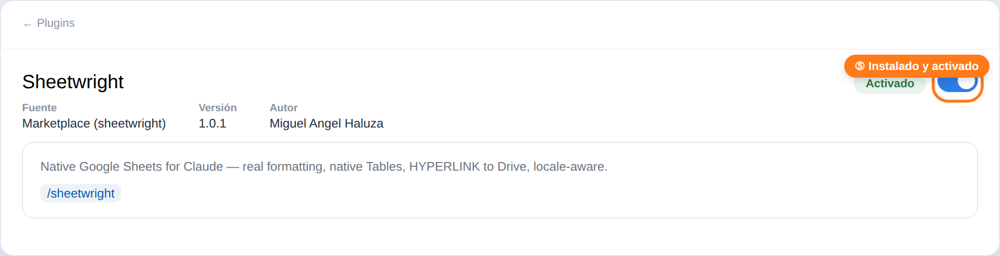 ← Plugins
⑤ Instalado y activado
Sheetwright
Activado
Fuente Versión Autor
Marketplace (sheetwright) 1.0.1 Miguel Angel Haluza
Native Google Sheets for Claude — real formatting, native Tables, HYPERLINK to Drive, locale-aware.
/sheetwright